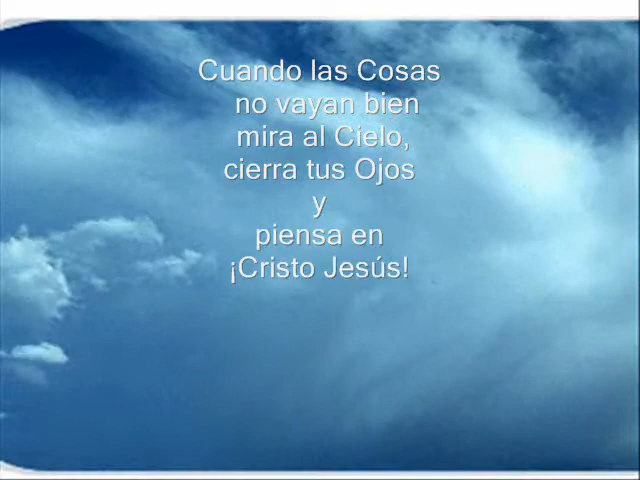 Cuando las Cosas
no vayan bien
mira al Cielo,
cierra tus Ojos
y
piensa en
¡Cristo Jesús!